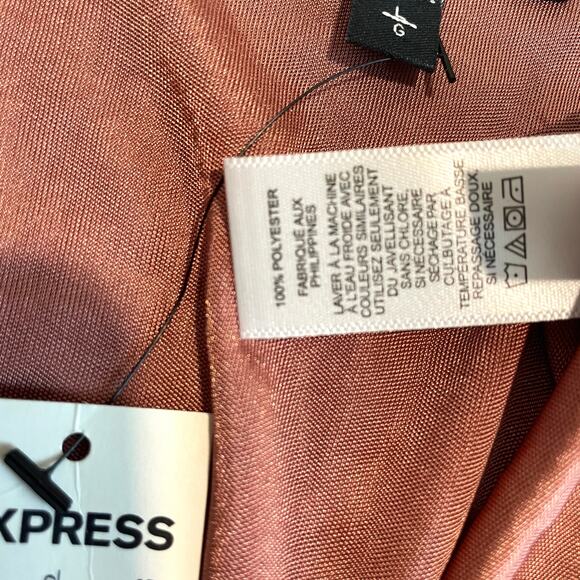 G
100% POLYESTER
FABRIQUÉ AUX
PHILIPPINES
LAVER À LA MACHINE
À L'EAU FROIDE AVEC
COULEURS SIMILAIRES
UTILISEZ SEULEMENT
DU JAVELLISANT
SANS CHLORE,
SI NÉCESSAIRE
SÉCHAGE PAR
CULBUTAGE À
TEMPÉRATURE BASSE
REPASSAGE DOUX
SI NÉCESSAIRE
XPRESS